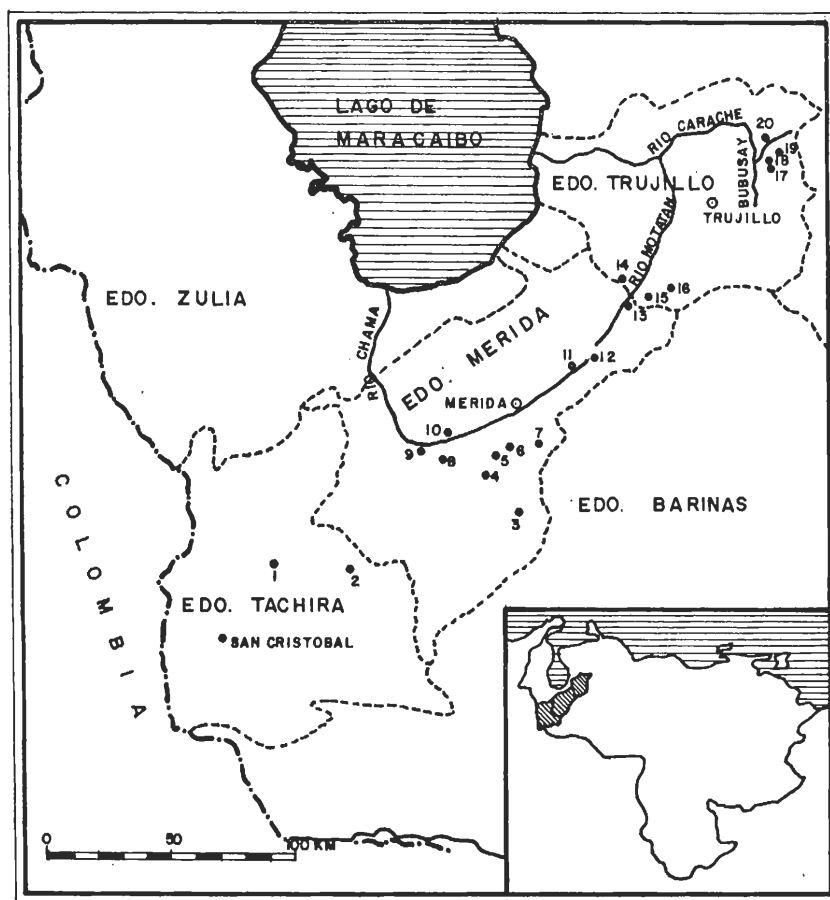 LAGO DE
MARACAIBO
RIO CARACHE
20
19
18
17
BUBUSAY
EDO. TRUJILLO
TRUJILLO
RIO MOTATAN
14
16
15
13
EDO. ZULIA
RIO CHAMA
EDO. MERIDA
12
11
MERIDA
10
9
8
7
6
5
4
3
EDO. BARINAS
COLOMBIA
1
2
EDO. TACHIRA
SAN CRISTOBAL
0
50
100 KM